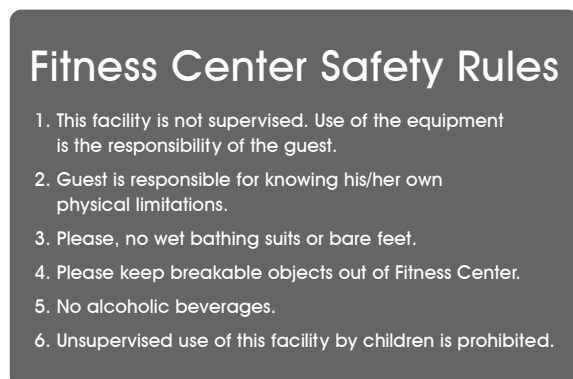 Fitness Center Safety Rules
1. This facility is not supervised. Use of the equipment
is the responsibility of the guest.
2. Guest is responsible for knowing his/her own
physical limitations.
3. Please, no wet bathing suits or bare feet.
4. Please keep breakable objects out of Fitness Center.
5. No alcoholic beverages.
6. Unsupervised use of this facility by children is prohibited.